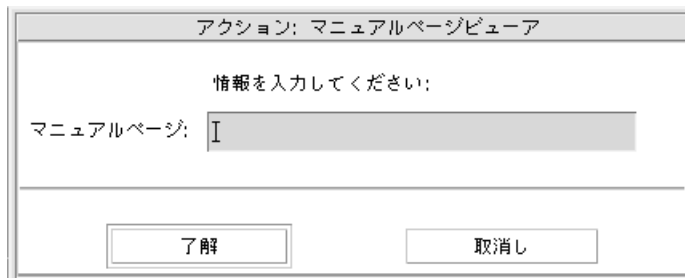 アクション: マニュアルページビューア
情報を入力してください:
マニュアルページ:
了解 取消し